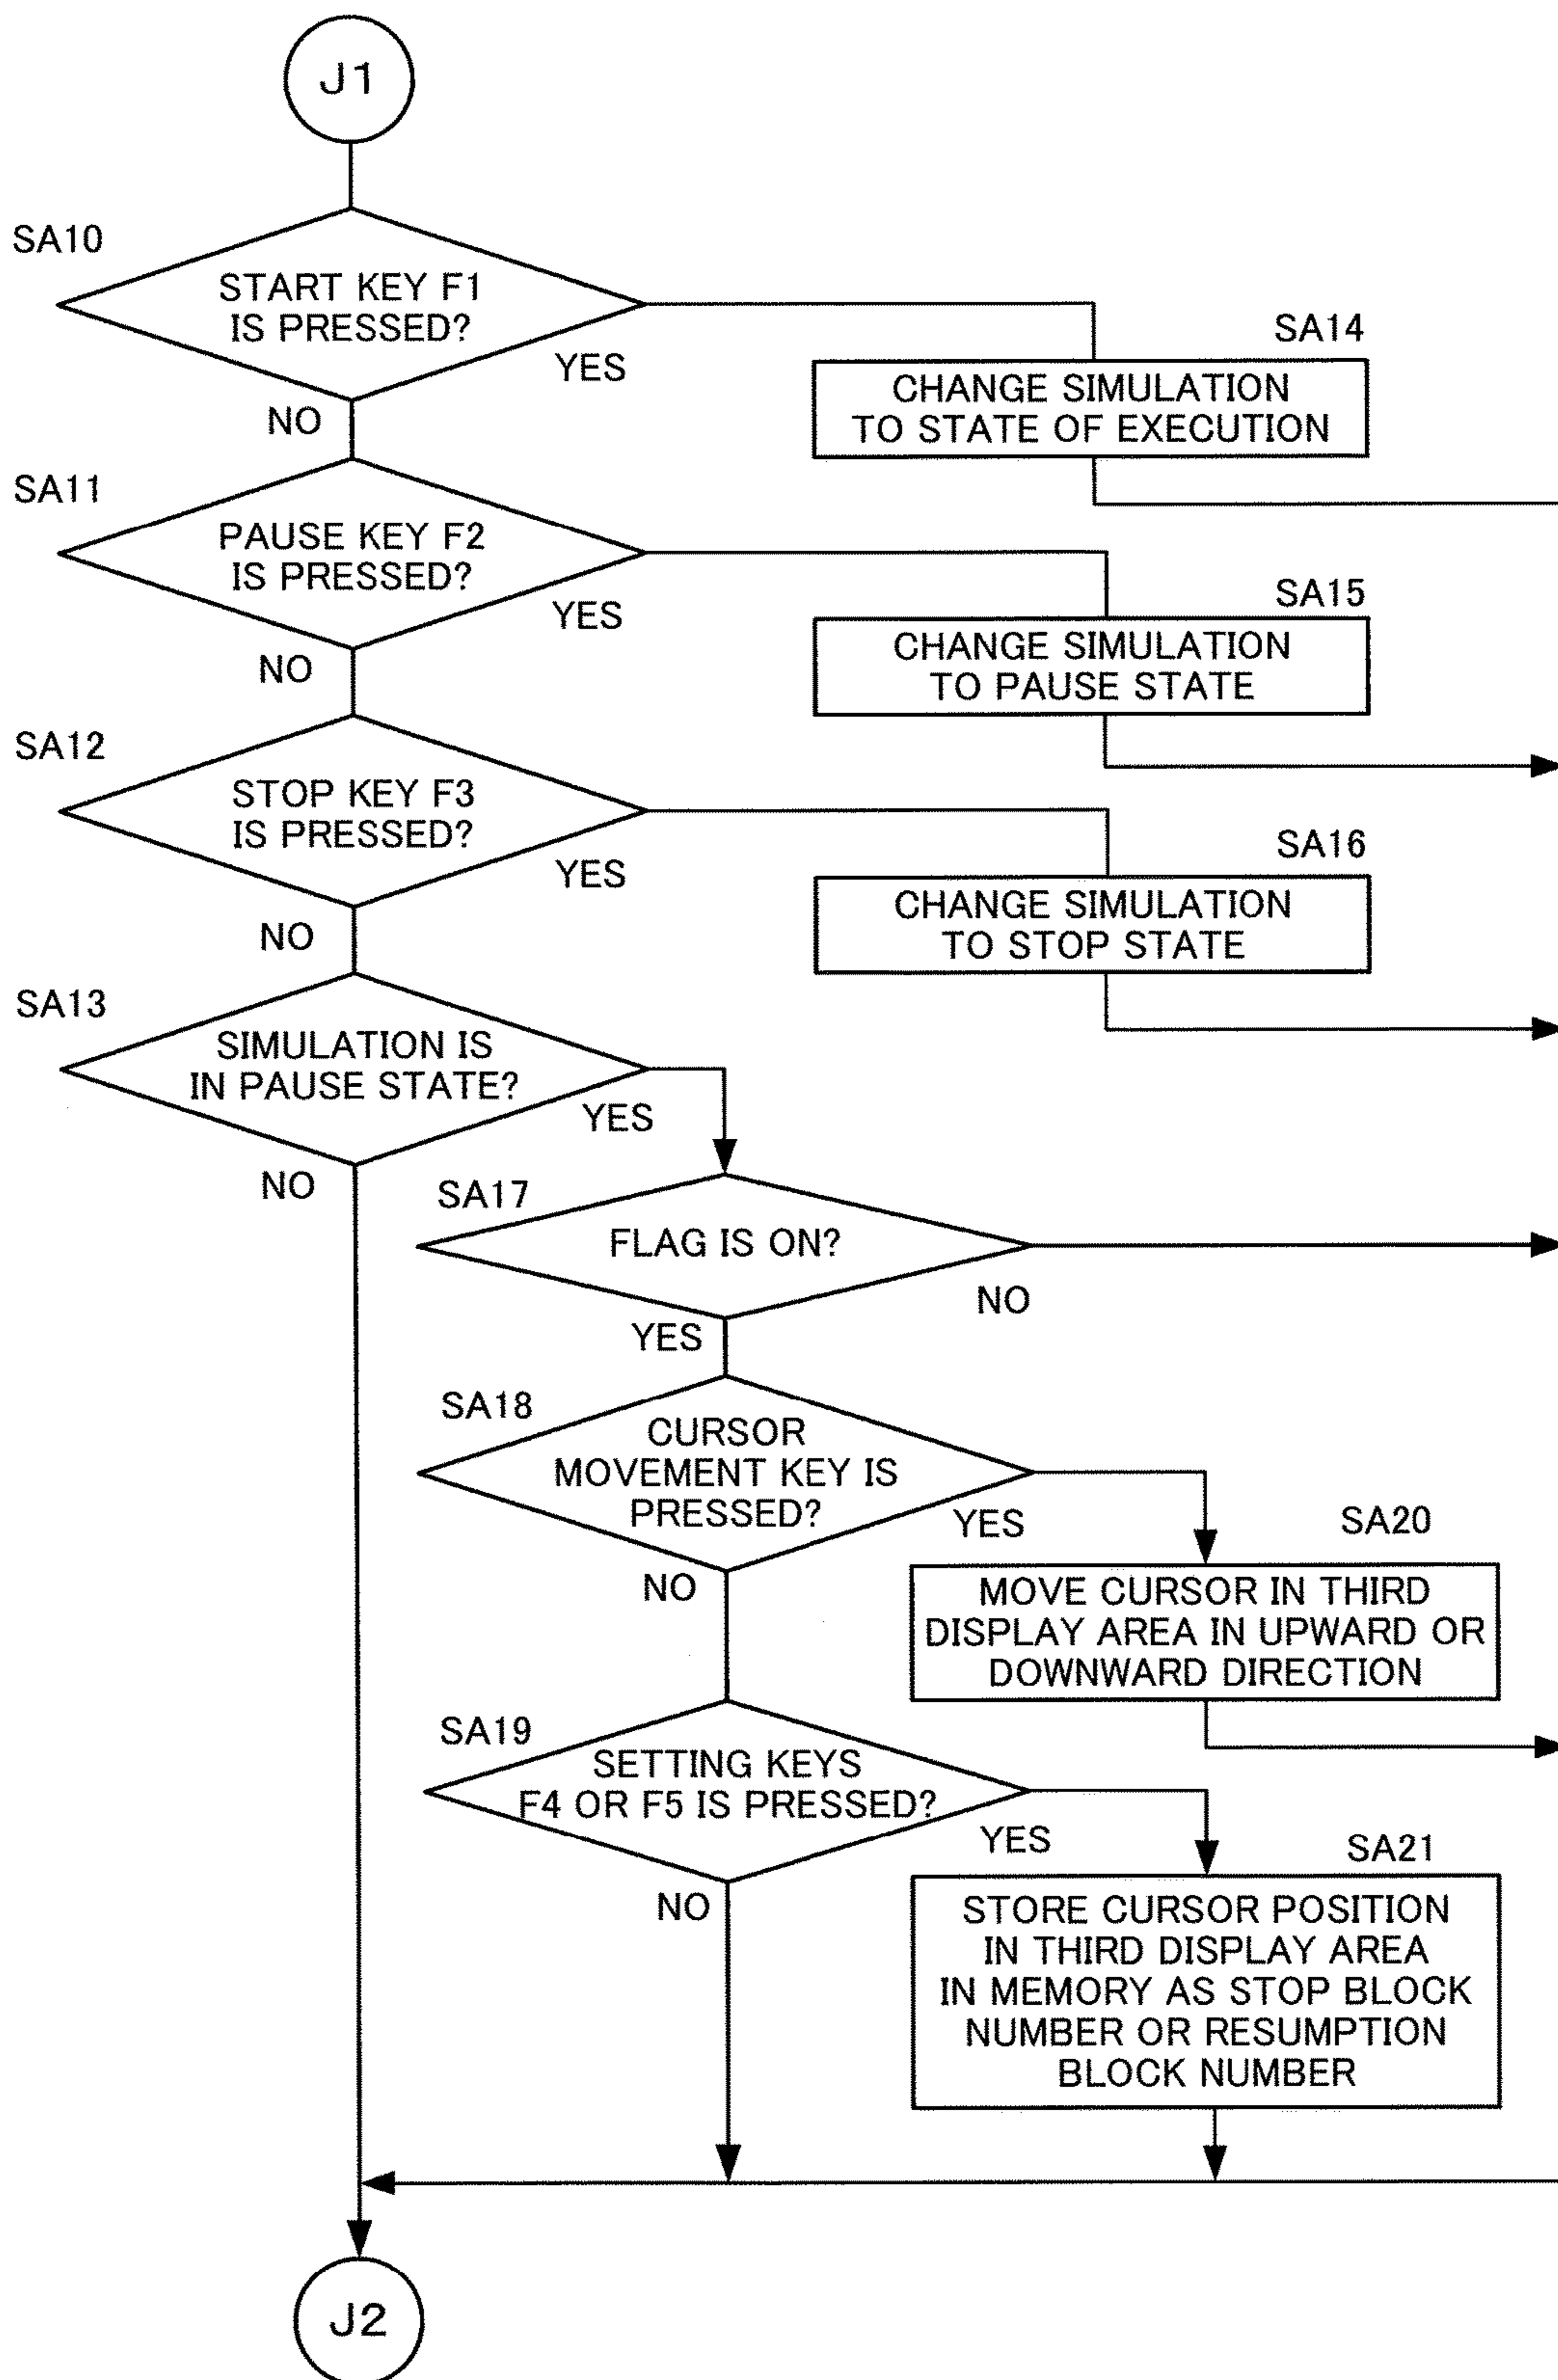 J1
SA10
START KEY F1
IS PRESSED?
YES
NO
SA14
CHANGE SIMULATION
TO STATE OF EXECUTION
SA11
PAUSE KEY F2
IS PRESSED?
YES
NO
SA15
CHANGE SIMULATION
TO PAUSE STATE
SA12
STOP KEY F3
IS PRESSED?
YES
NO
SA16
CHANGE SIMULATION
TO STOP STATE
SA13
SIMULATION IS
IN PAUSE STATE?
YES
NO
SA17
FLAG IS ON?
NO
YES
SA18
CURSOR
MOVEMENT KEY IS
PRESSED?
YES
NO
SA20
MOVE CURSOR IN THIRD
DISPLAY AREA IN UPWARD OR
DOWNWARD DIRECTION
SA19
SETTING KEYS
F4 OR F5 IS PRESSED?
YES
NO
SA21
STORE CURSOR POSITION
IN THIRD DISPLAY AREA
IN MEMORY AS STOP BLOCK
NUMBER OR RESUMPTION
BLOCK NUMBER
J2